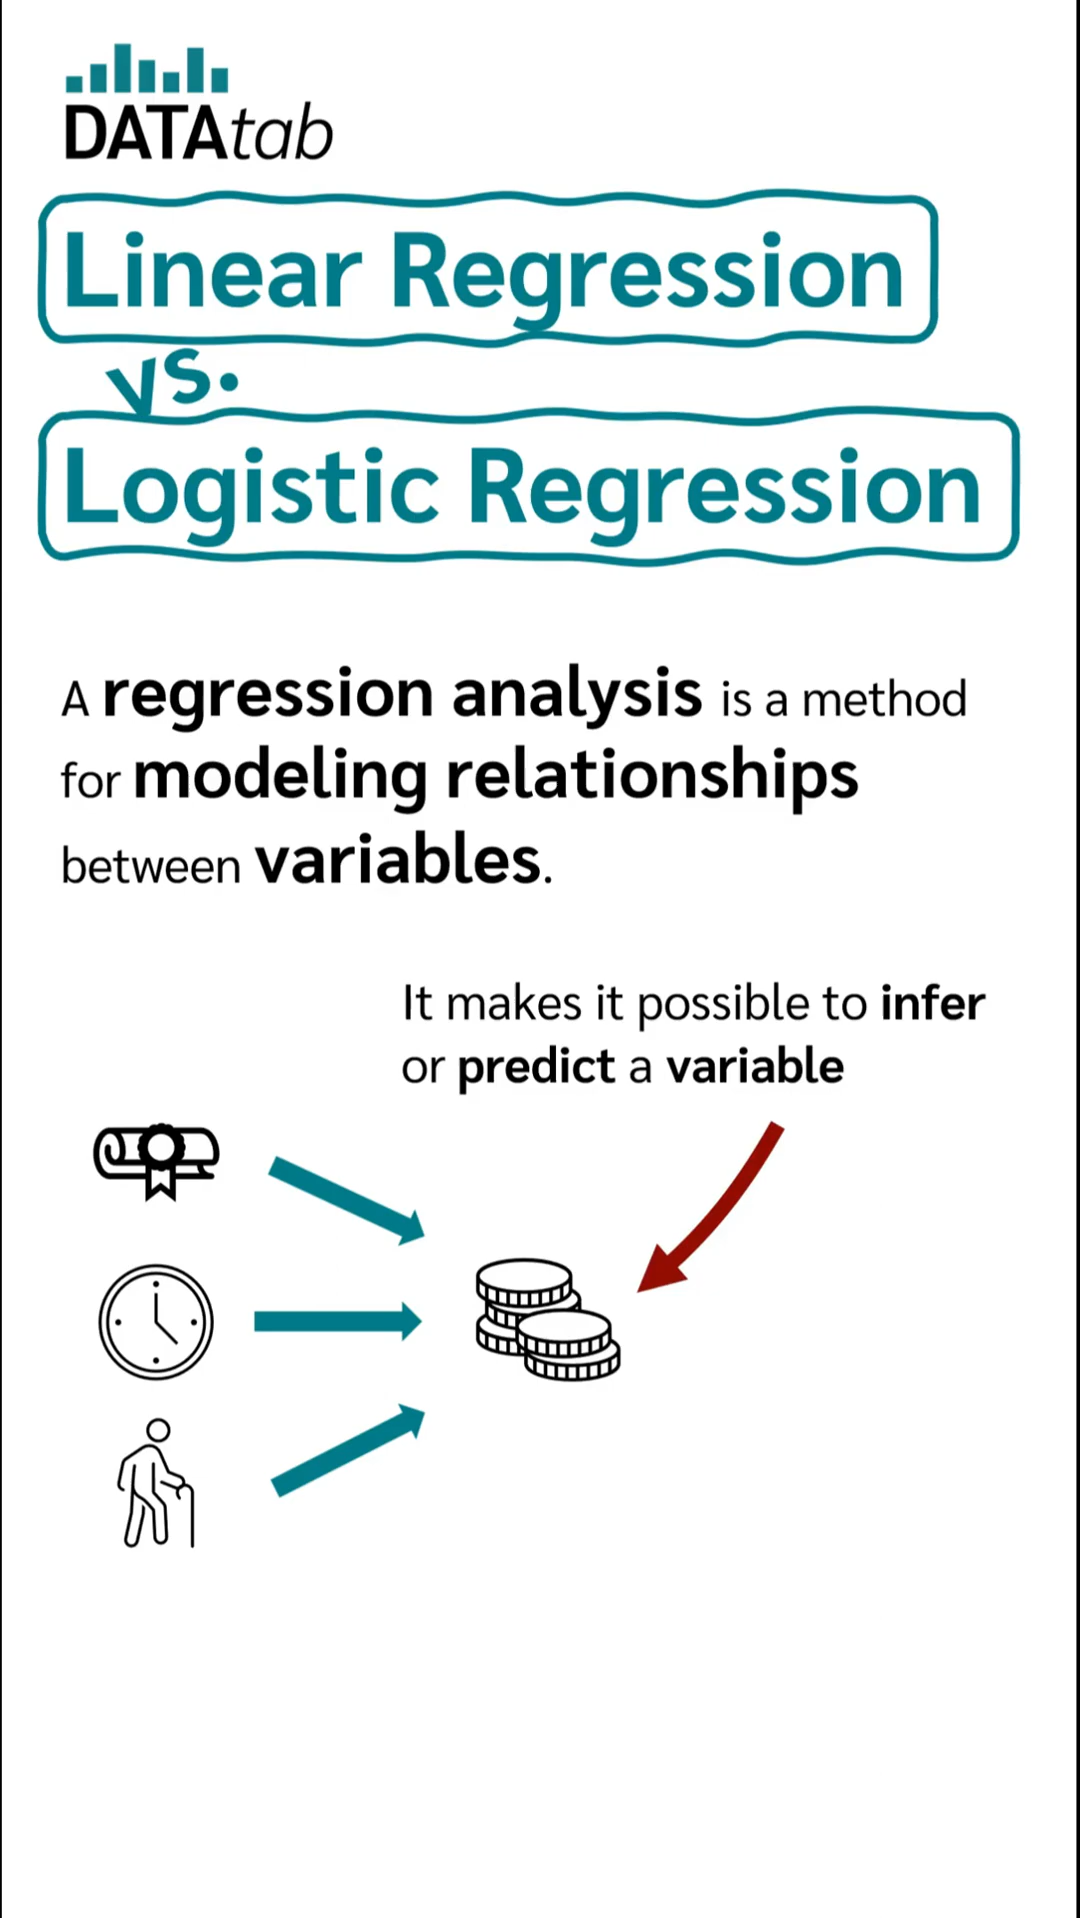 DATAtab
Linear Regression
vs.
Logistic Regression
A regression analysis is a method
for modeling relationships
between variables.
It makes it possible to infer
or predict a variable